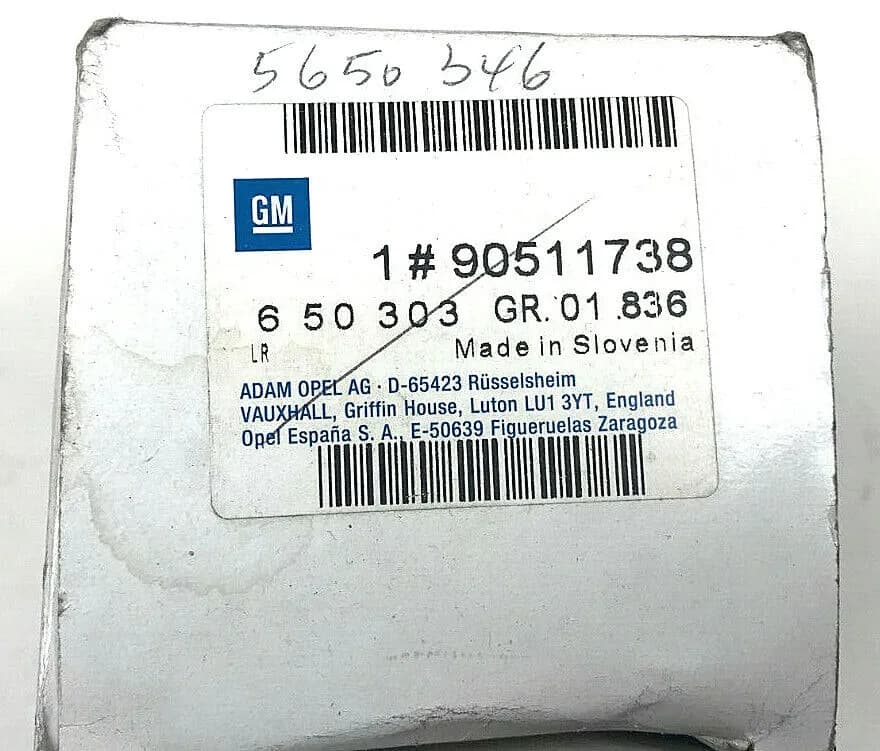 5650 346
GM
1 # 90511738
6 50 303 GR. 01 .836
LR Made in Slovenia
ADAM OPEL AG · D-65423 Rüsselsheim
VAUXHALL, Griffin House, Luton LU1 3YT, England
Opel España S. A., E-50639 Figueruelas Zaragoza